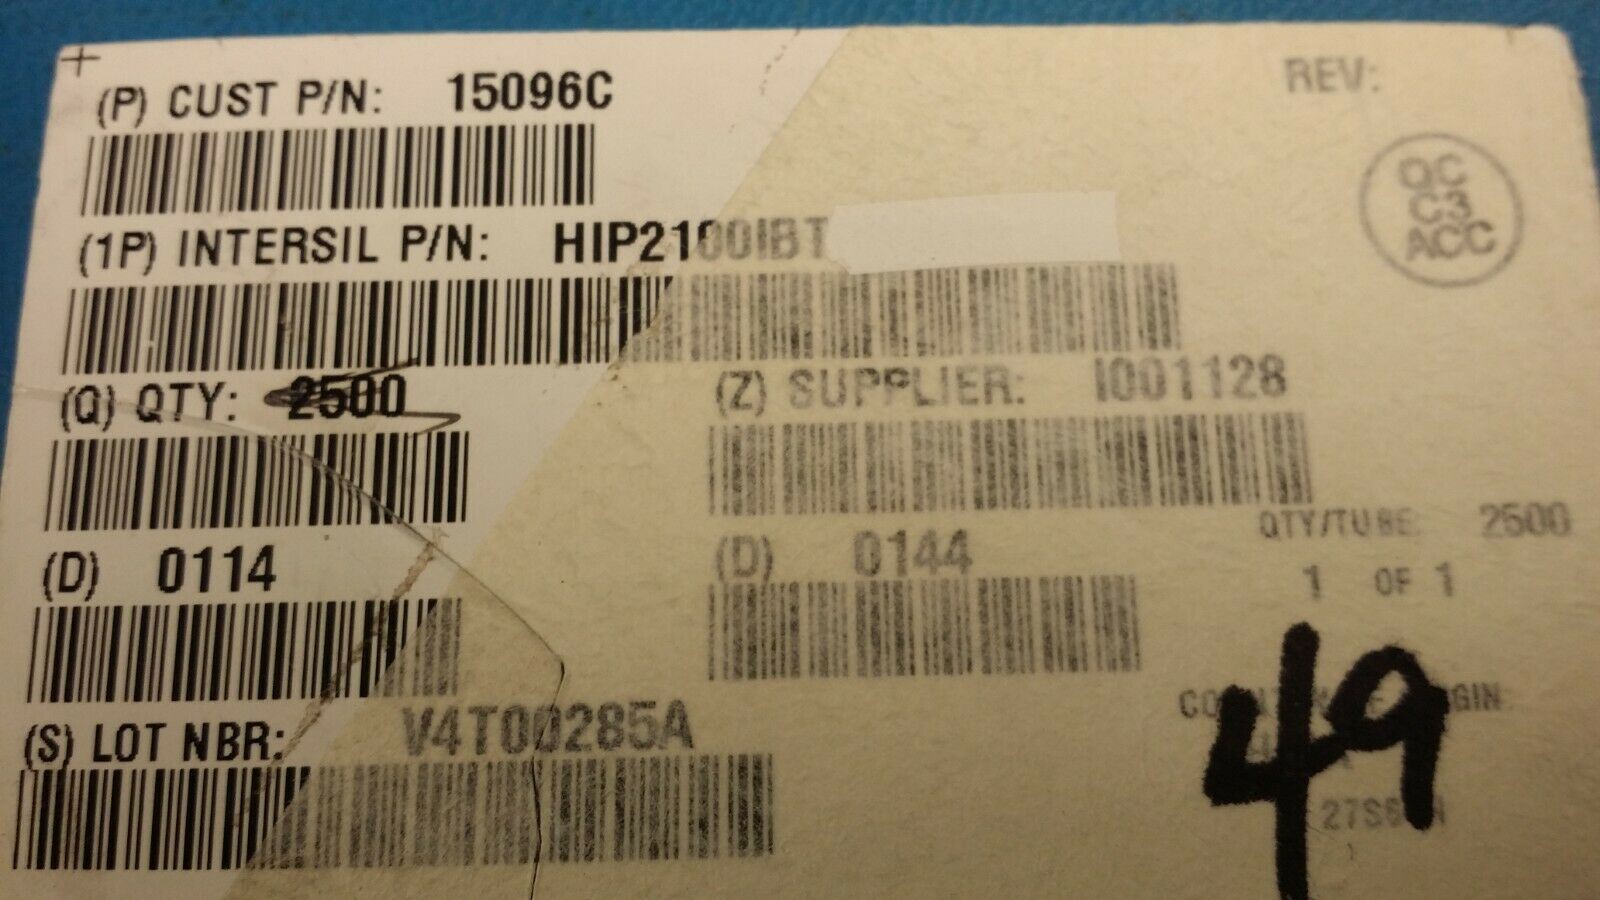 (P) CUST P/N: 15096C
REV:
QC
C3
ACC
(1P) INTERSIL P/N: HIP2100IBT
(Q) QTY: 2500
(Z) SUPPLIER: I001128
QTY/TUBE: 2500
(D) 0114
(D) 0144
1 OF 1
(S) LOT NBR: V4T00285A
49